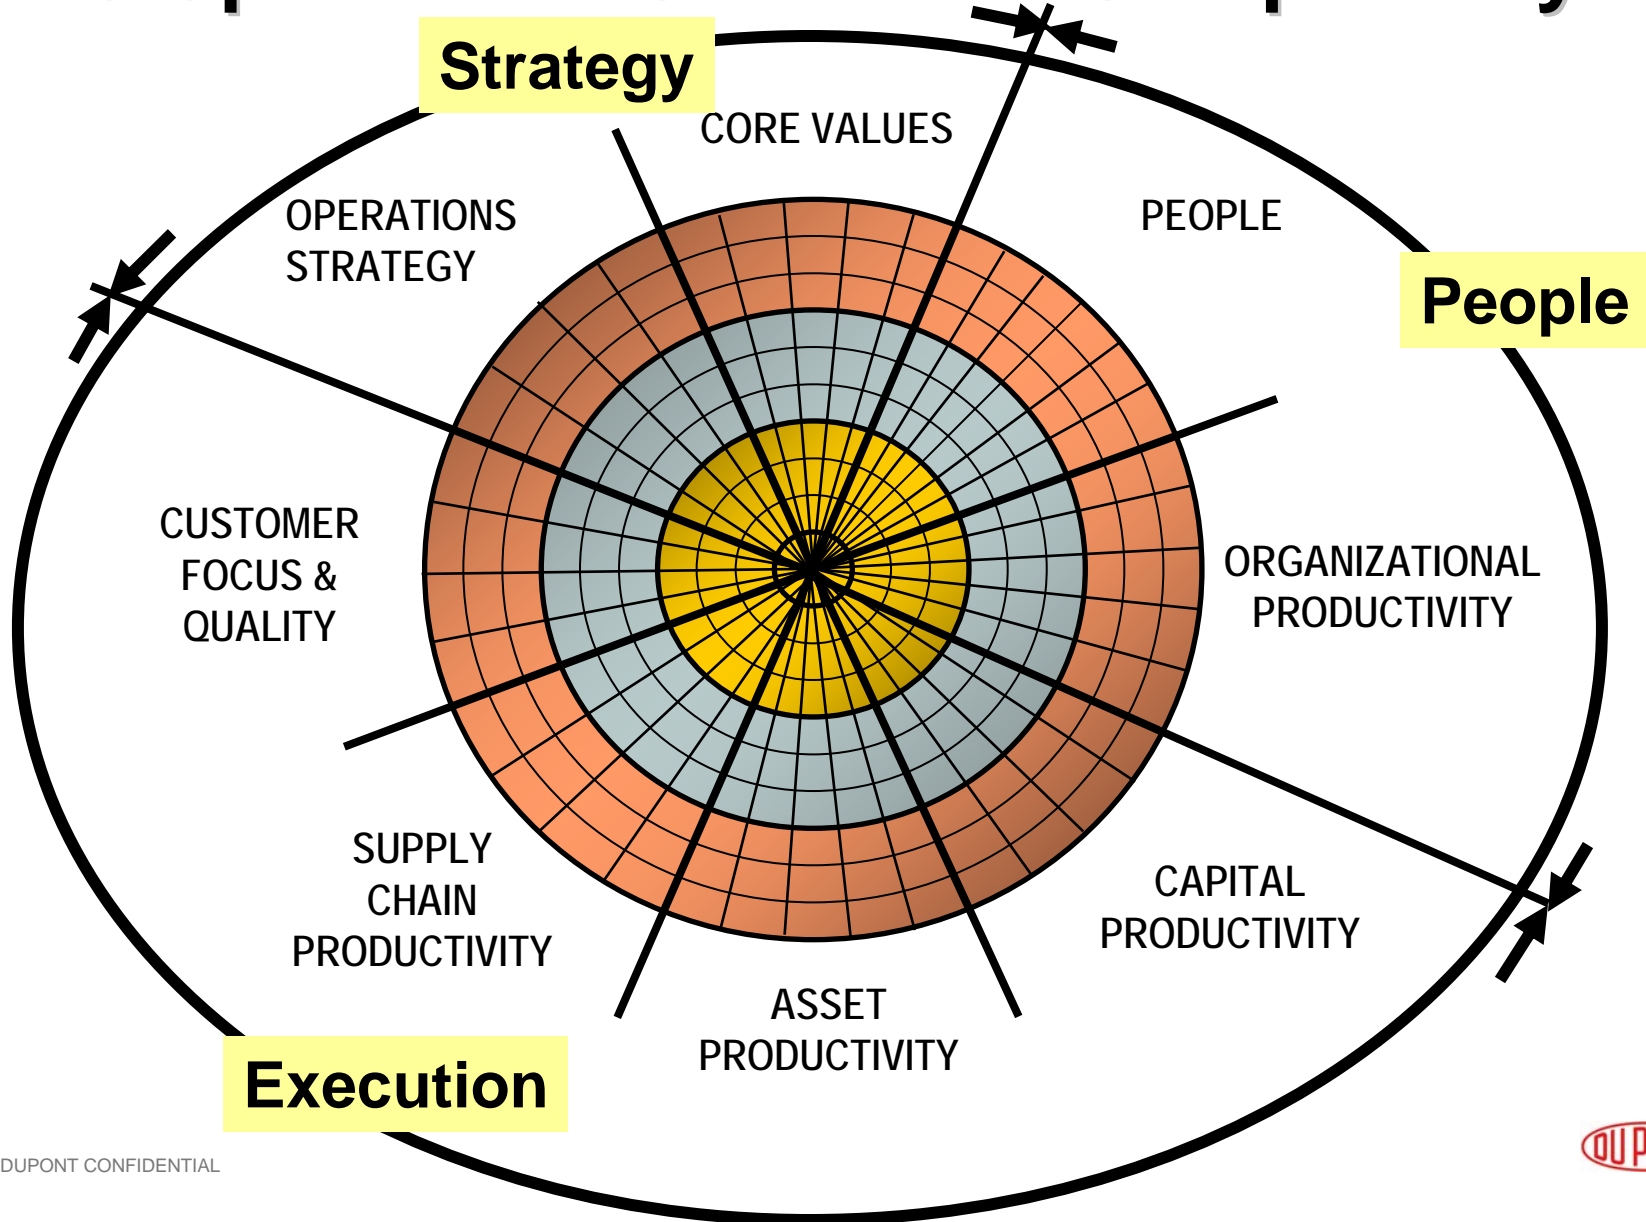 Strategy
CORE VALUES
OPERATIONS
STRATEGY
PEOPLE
People
CUSTOMER
FOCUS &
QUALITY
ORGANIZATIONAL
PRODUCTIVITY
SUPPLY
CHAIN
PRODUCTIVITY
CAPITAL
PRODUCTIVITY
ASSET
PRODUCTIVITY
Execution
DUPONT CONFIDENTIAL